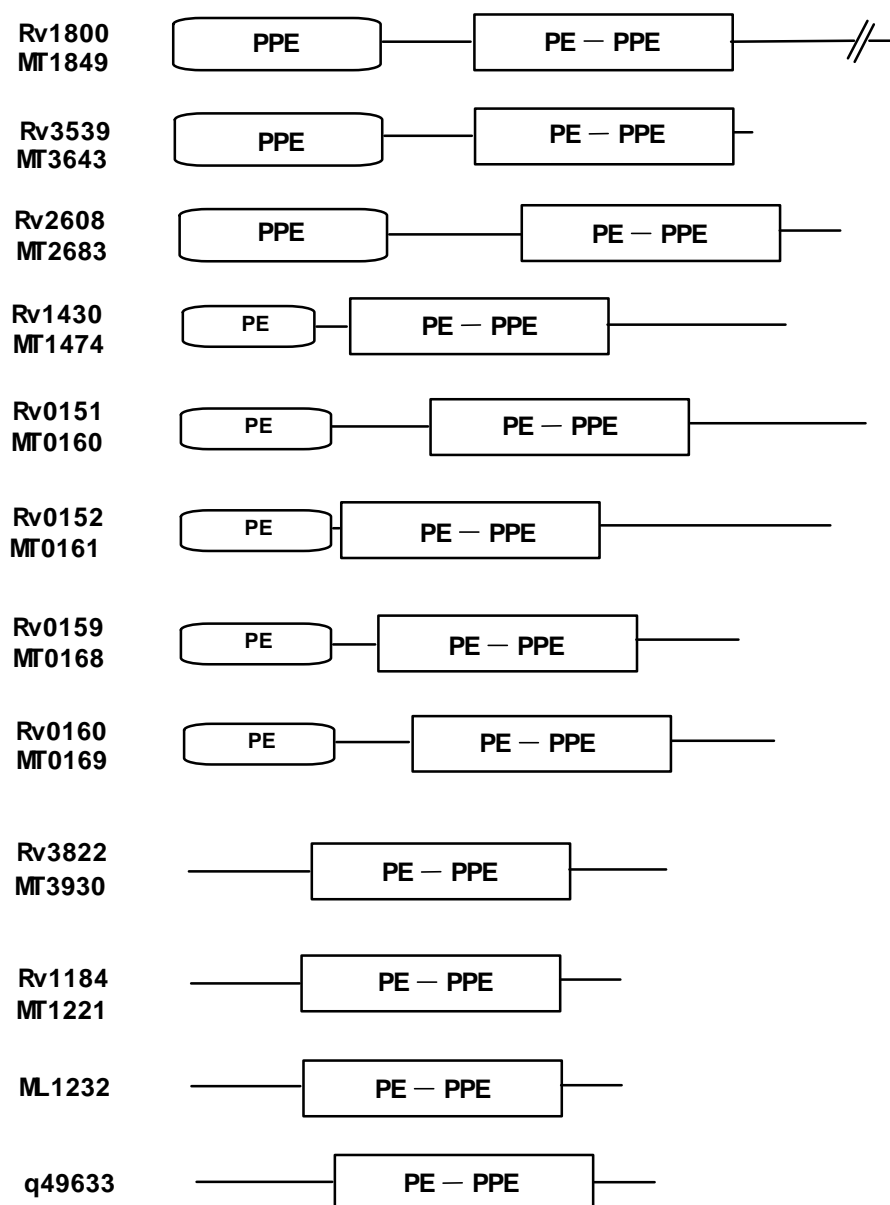 Rv1800
MT1849
PPE
PE – PPE
Rv3539
MT3643
PPE
PE – PPE
Rv2608
MT2683
PPE
PE – PPE
Rv1430
MT1474
PE
PE – PPE
Rv0151
MT0160
PE
PE – PPE
Rv0152
MT0161
PE
PE – PPE
Rv0159
MT0168
PE
PE – PPE
Rv0160
MT0169
PE
PE – PPE
Rv3822
MT3930
PE – PPE
Rv1184
MT1221
PE – PPE
ML1232
PE – PPE
q49633
PE – PPE